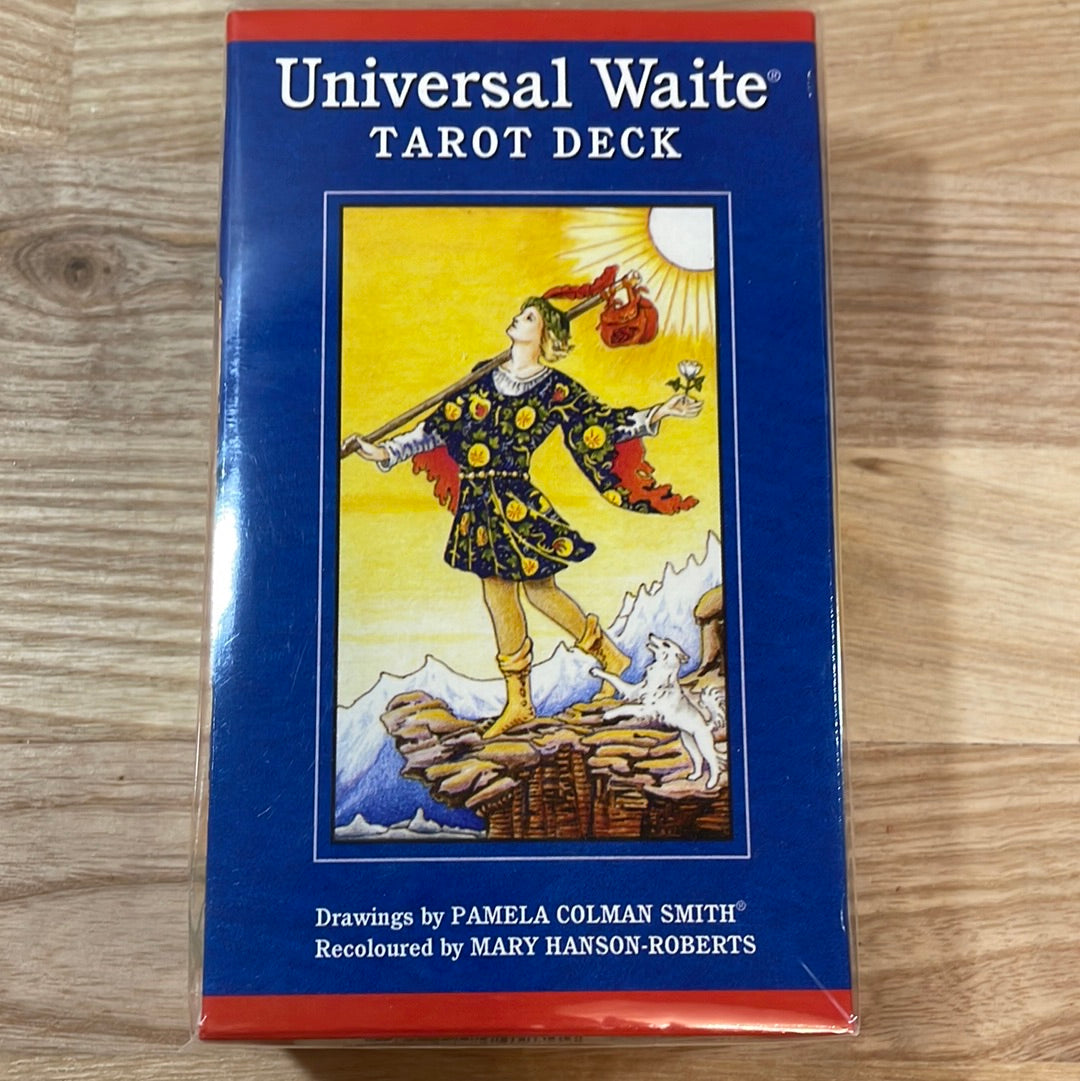 Universal Waite®
TAROT DECK
Drawings by PAMELA COLMAN SMITH®
Recoloured by MARY HANSON-ROBERTS